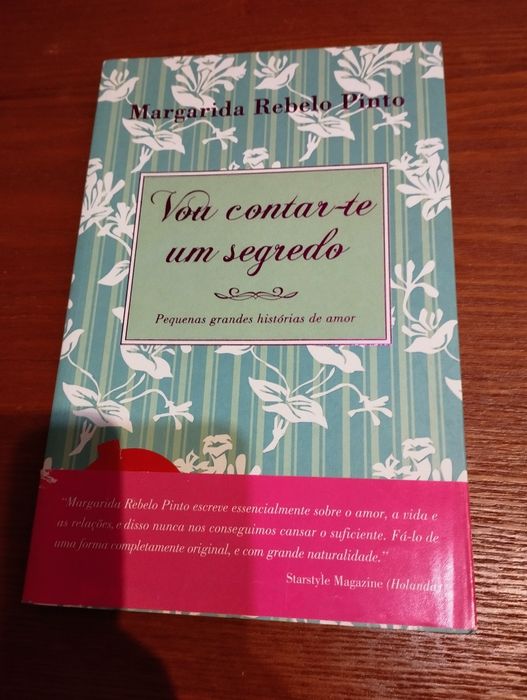 Margarida Rebelo Pinto
Vou contar-te
um segredo
Pequenas grandes histórias de amor
"Margarida Rebelo Pinto escreve essencialmente sobre o amor, a vida e
as relações, e disso nunca nos conseguimos cansar o suficiente. Fá-lo de
uma forma completamente original, e com grande naturalidade."
Starstyle Magazine (Holanda)